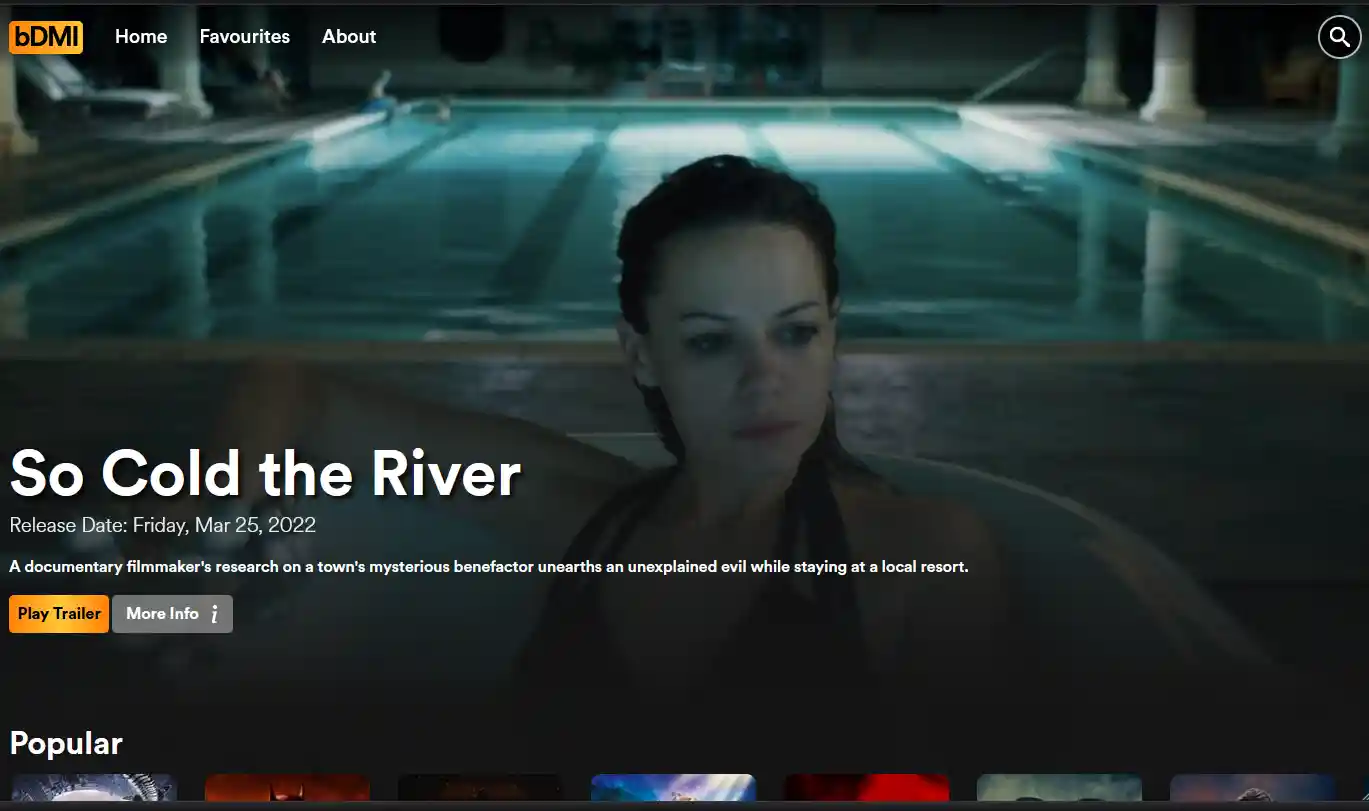 bDMI
Home
Favourites
About
So Cold the River
Release Date: Friday, Mar 25, 2022
A documentary filmmaker's research on a town's mysterious benefactor unearths an unexplained evil while staying at a local resort.
Play Trailer
More Info i
Popular